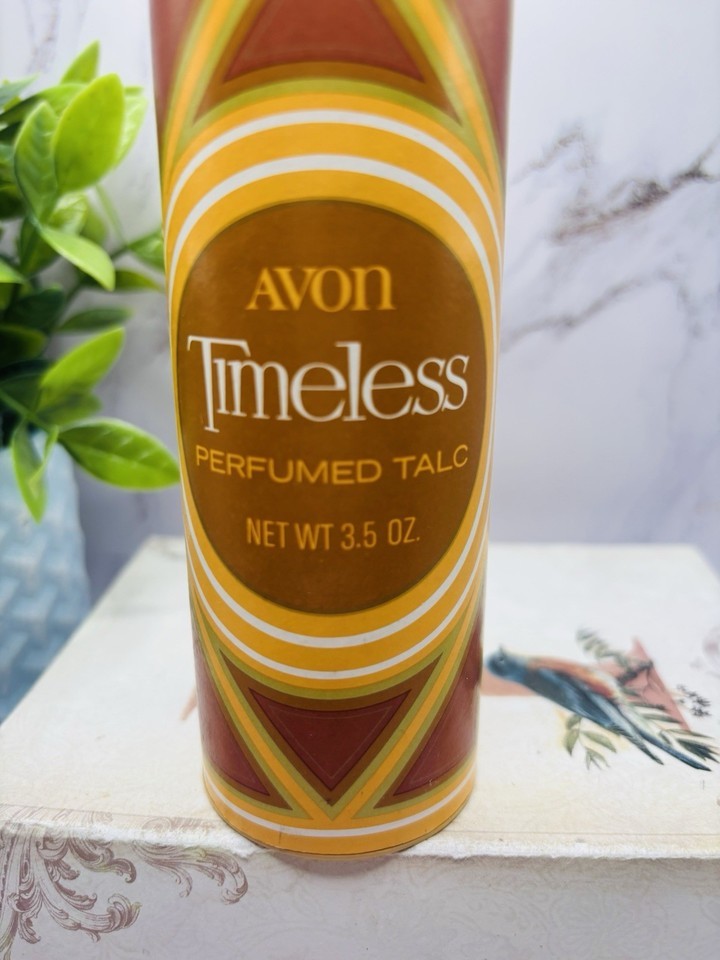 AVON
Timeless
PERFUMED TALC
NET WT 3.5 OZ.